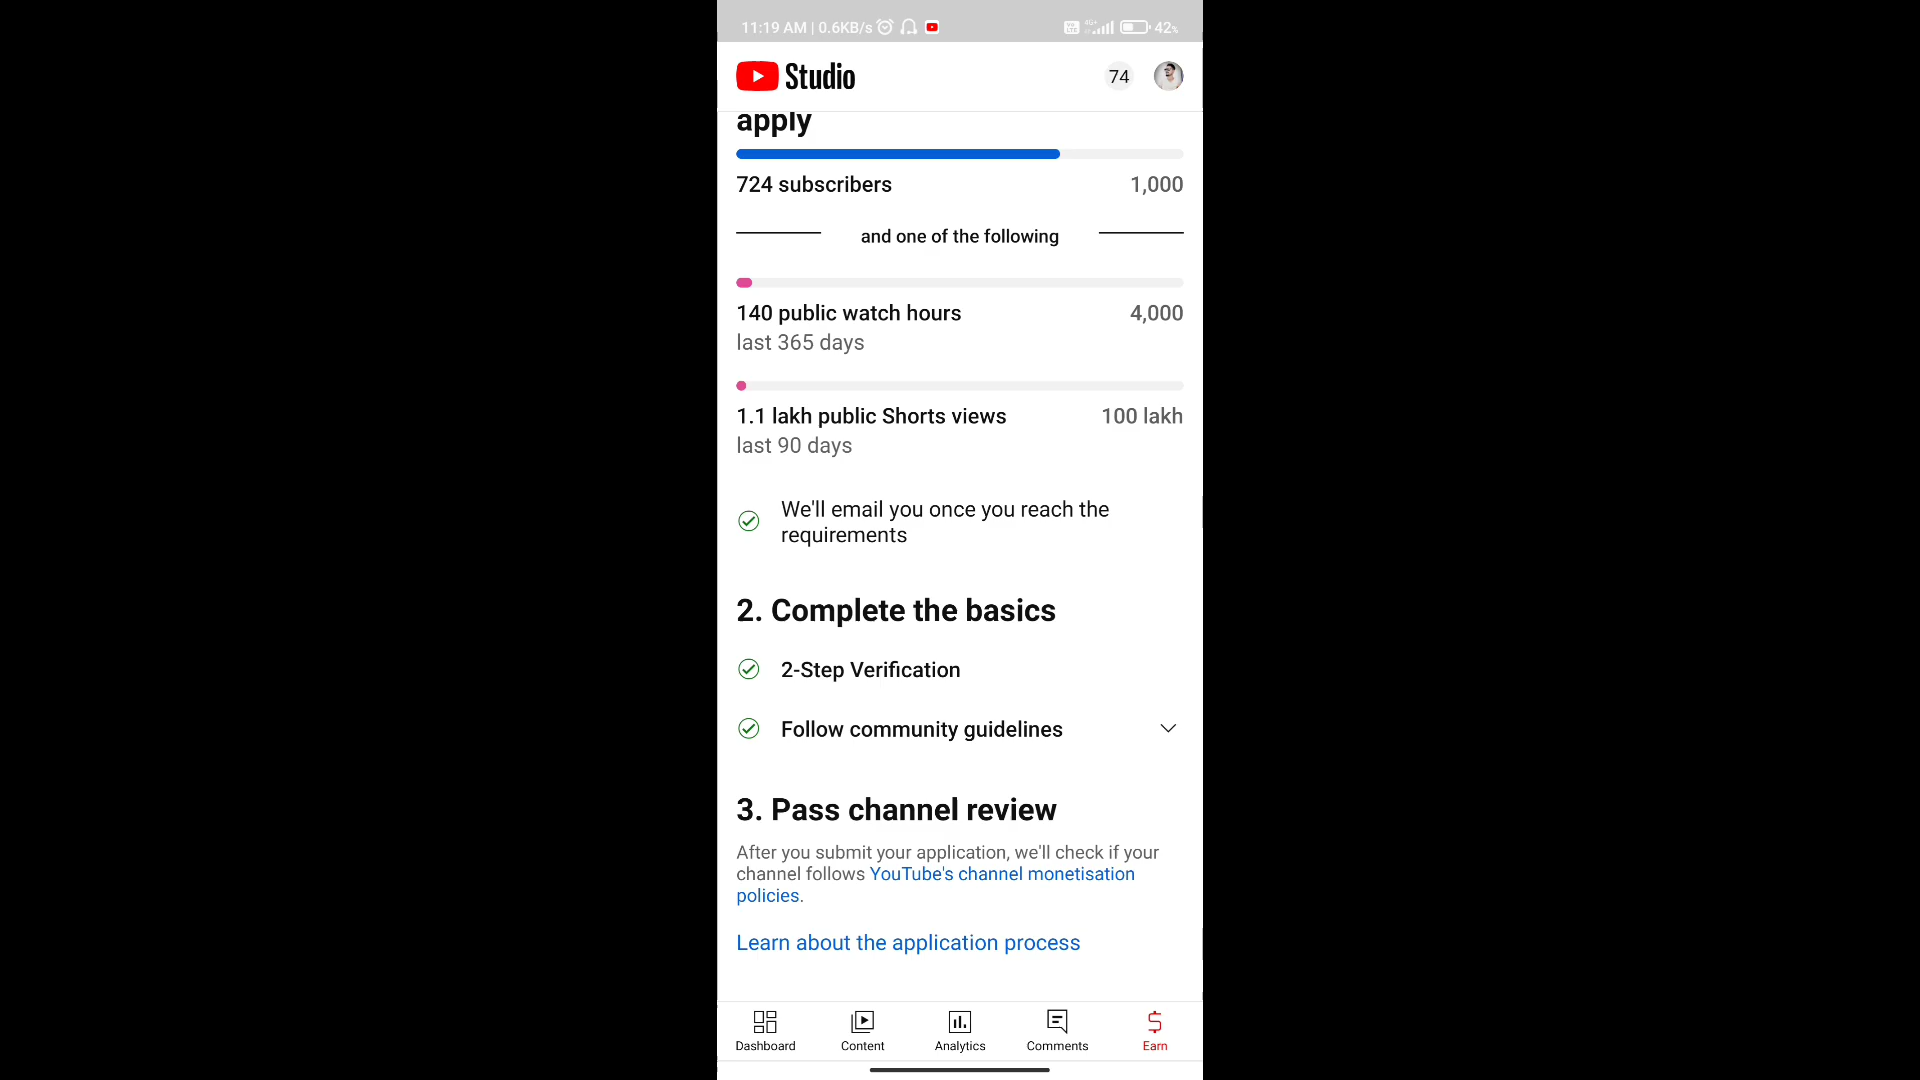 11:19 AM | 0.6KB/s 42%
Studio 74
apply
724 subscribers 1,000
and one of the following
140 public watch hours 4,000
last 365 days
1.1 lakh public Shorts views 100 lakh
last 90 days
We'll email you once you reach the
requirements
2. Complete the basics
2-Step Verification
Follow community guidelines
3. Pass channel review
After you submit your application, we'll check if your
channel follows YouTube's channel monetisation
policies.
Learn about the application process
Dashboard Content Analytics Comments Earn